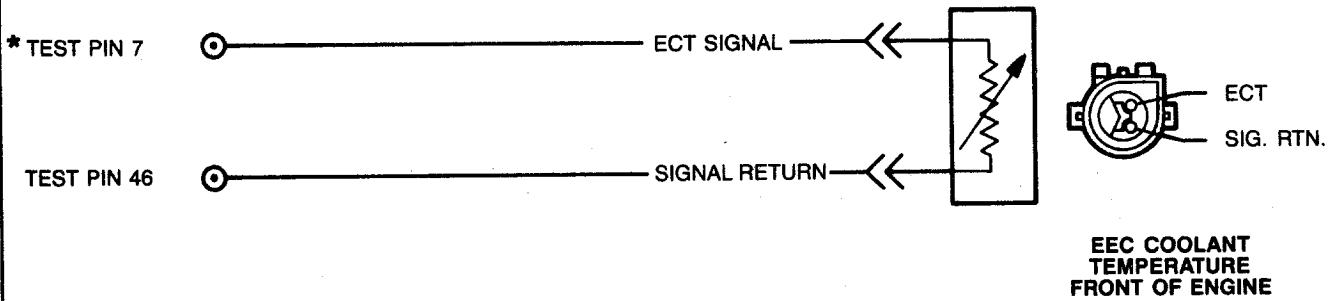 * TEST PIN 7
ECT SIGNAL
ECT
SIG. RTN.
TEST PIN 46
SIGNAL RETURN
EEC COOLANT
TEMPERATURE
FRONT OF ENGINE